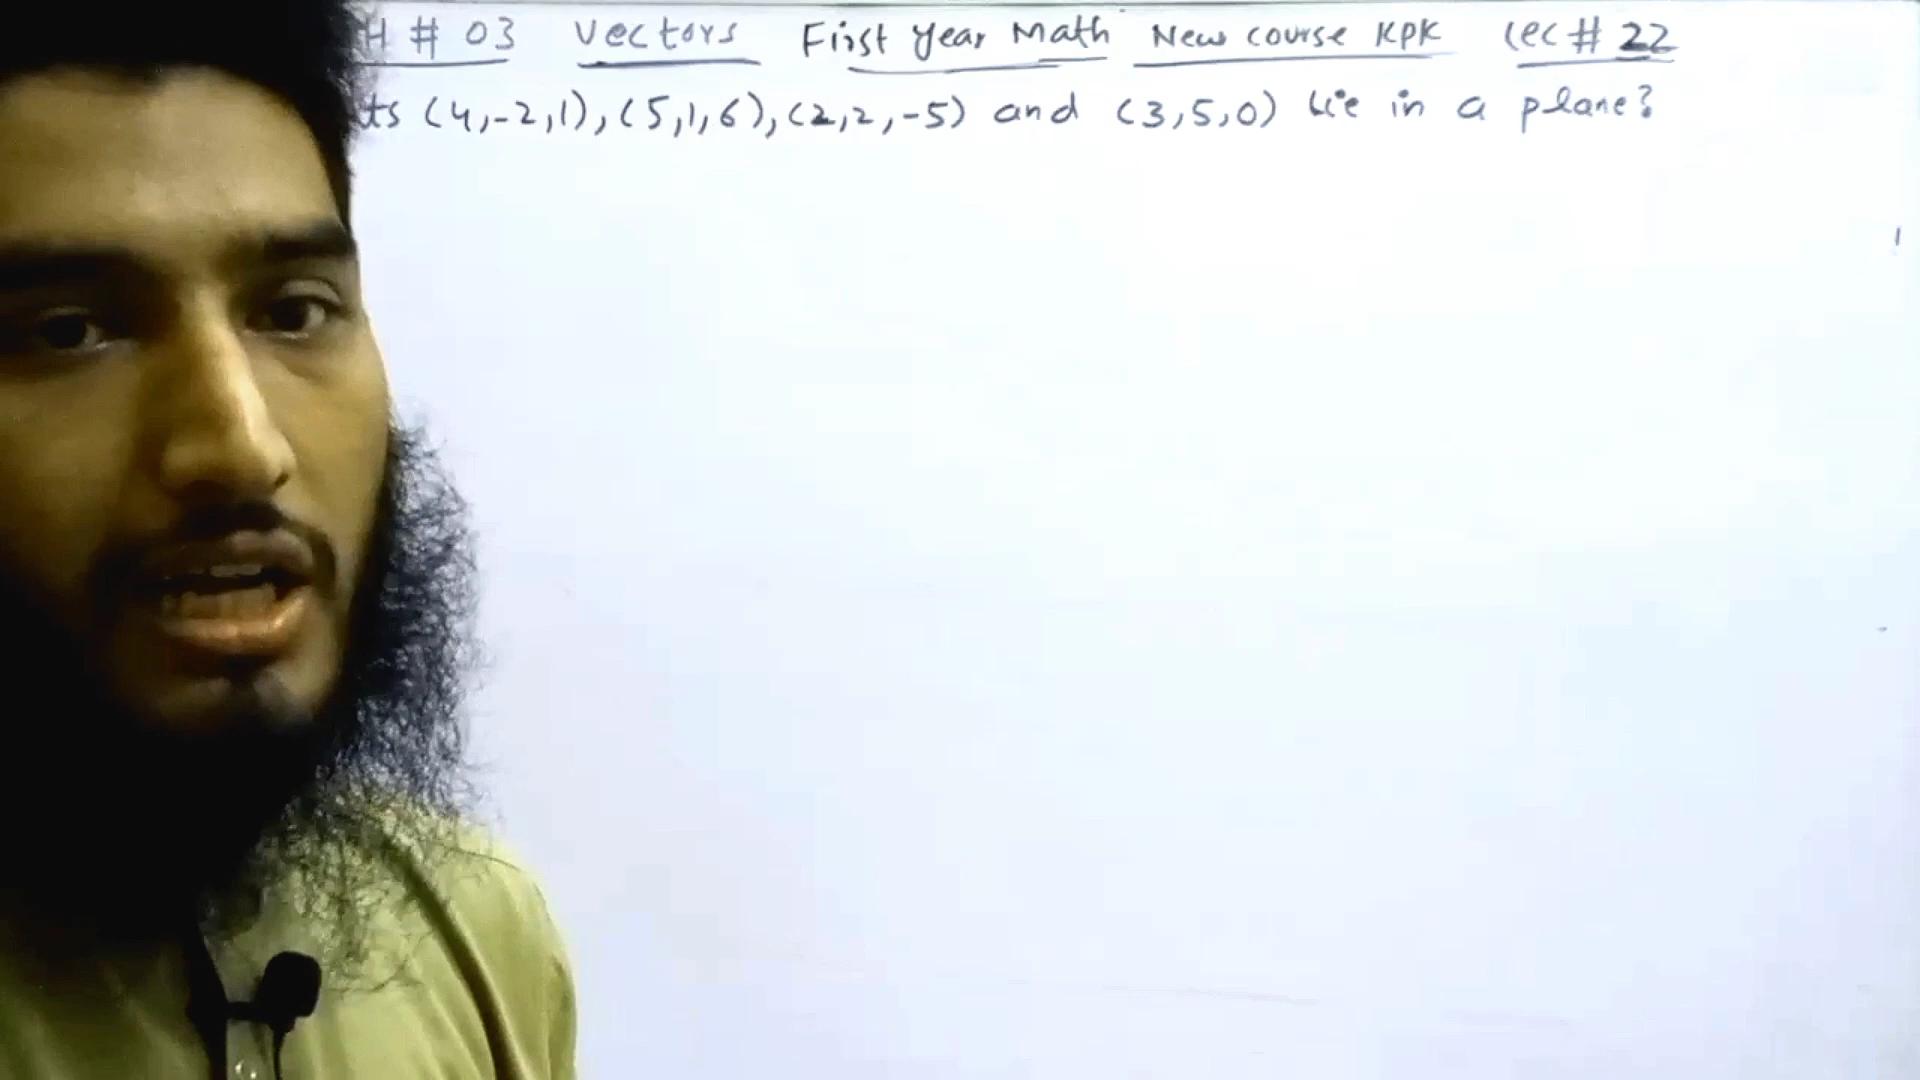 H # 03 Vectors First Year Math New course KPK Lec # 22
ts (4,-2,1), (5,1,6), (2,2,-5) and (3,5,0) lie in a plane?